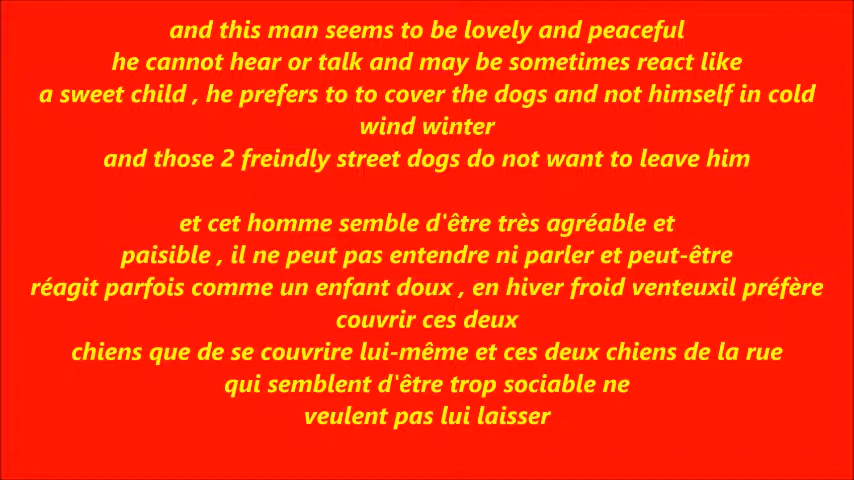 and this man seems to be lovely and peaceful
he cannot hear or talk and may be sometimes react like
a sweet child , he prefers to to cover the dogs and not himself in cold
wind winter
and those 2 freindly street dogs do not want to leave him
et cet homme semble d'être très agréable et
paisible , il ne peut pas entendre ni parler et peut-être
réagit parfois comme un enfant doux , en hiver froid venteuxil préfère
couvrir ces deux
chiens que de se couvrire lui-même et ces deux chiens de la rue
qui semblent d'être trop sociable ne
veulent pas lui laisser